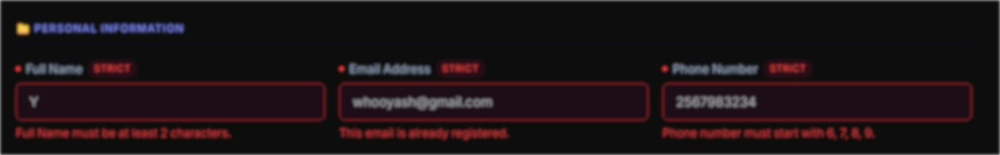 PERSONAL INFORMATION
Full Name STRICT
Email Address STRICT
Phone Number STRICT
Y
whooyash@gmail.com
2567983234
Full Name must be at least 2 characters.
This email is already registered.
Phone number must start with 6, 7, 8, 9.